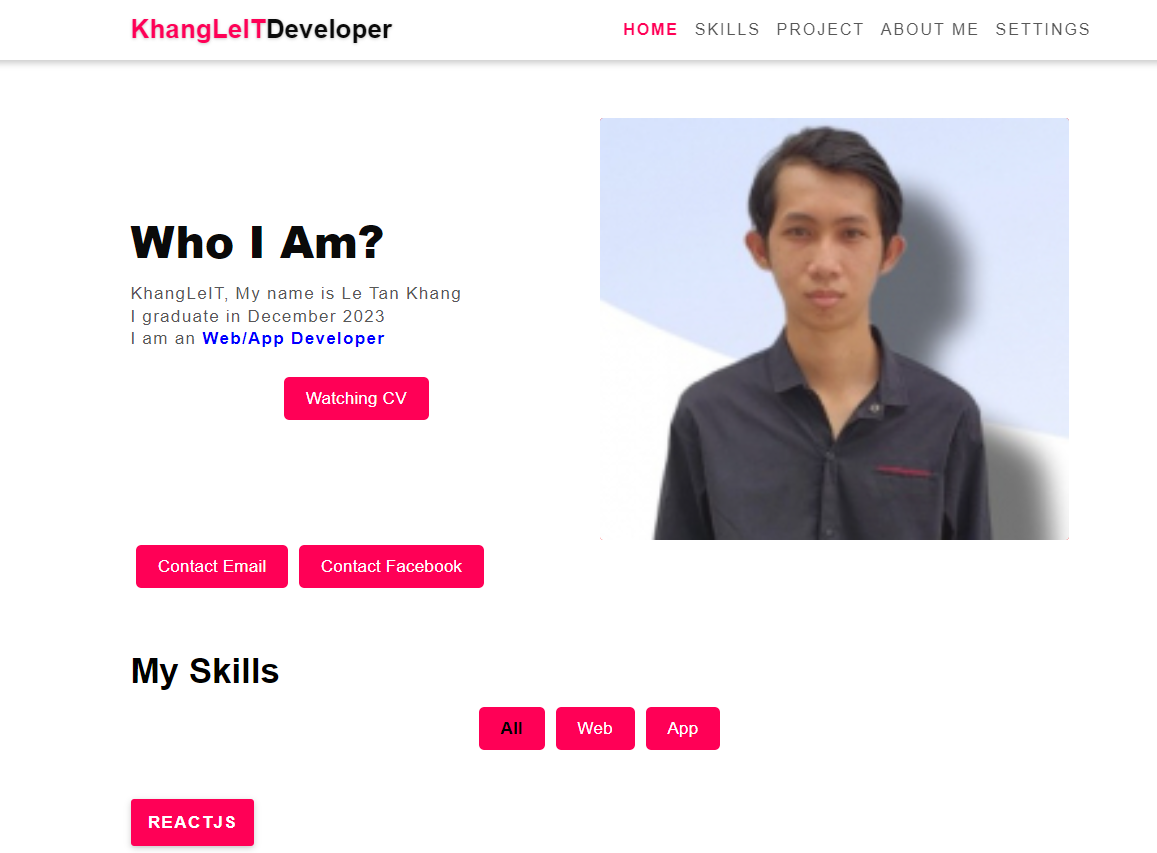 KhangLeITDeveloper
HOME SKILLS PROJECT ABOUT ME SETTINGS
Who I Am?
KhangLeIT, My name is Le Tan Khang
I graduate in December 2023
I am an Web/App Developer
Watching CV
Contact Email Contact Facebook
My Skills
All Web App
REACTJS